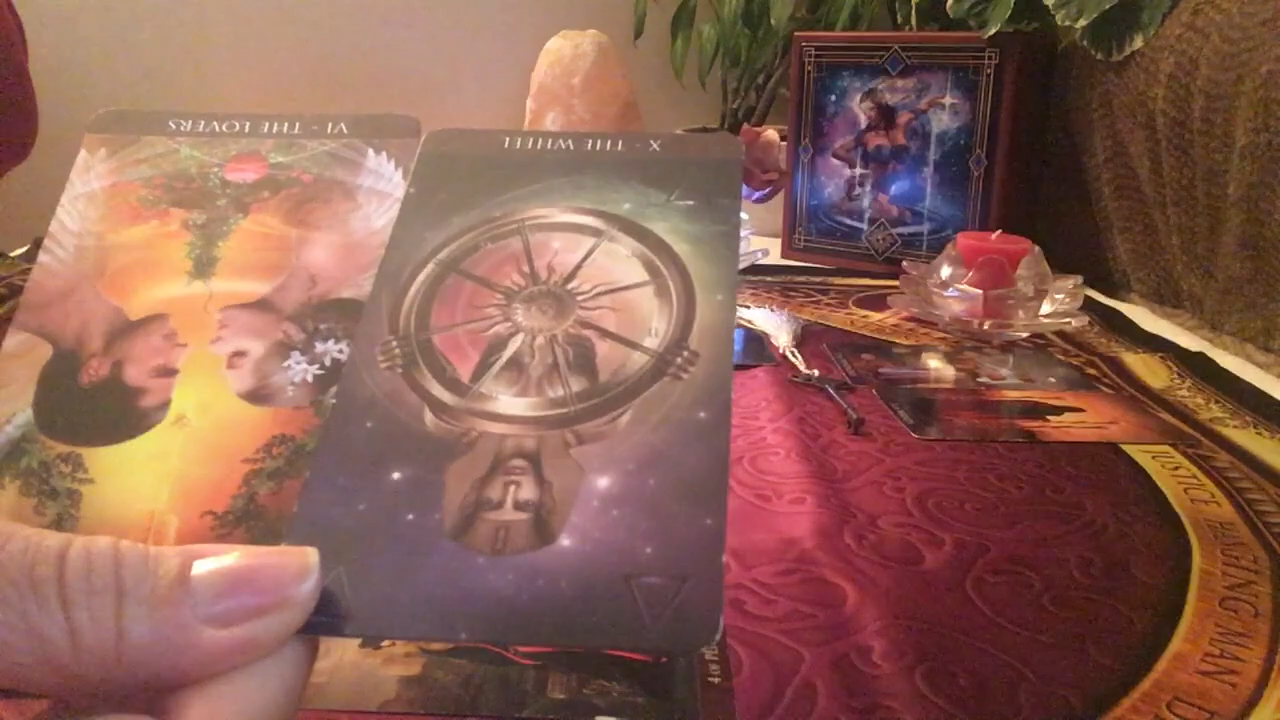 VI - THE LOVERS
X - THE WHEEL
JUSTICE HANGING MAN